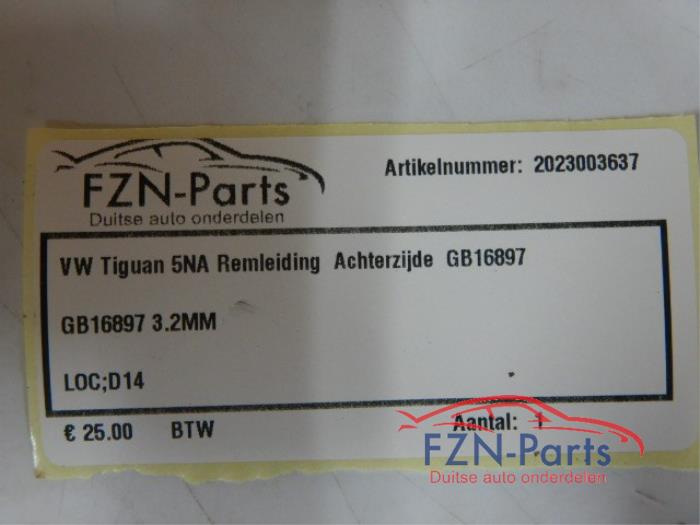 FZN-Parts
Duitse auto onderdelen
Artikelnummer: 2023003637
VW Tiguan 5NA Remleiding Achterzijde GB16897
GB16897 3.2MM
LOC;D14
€ 25.00 BTW
Aantal: 1
FZN-Parts
Duitse auto onderdelen